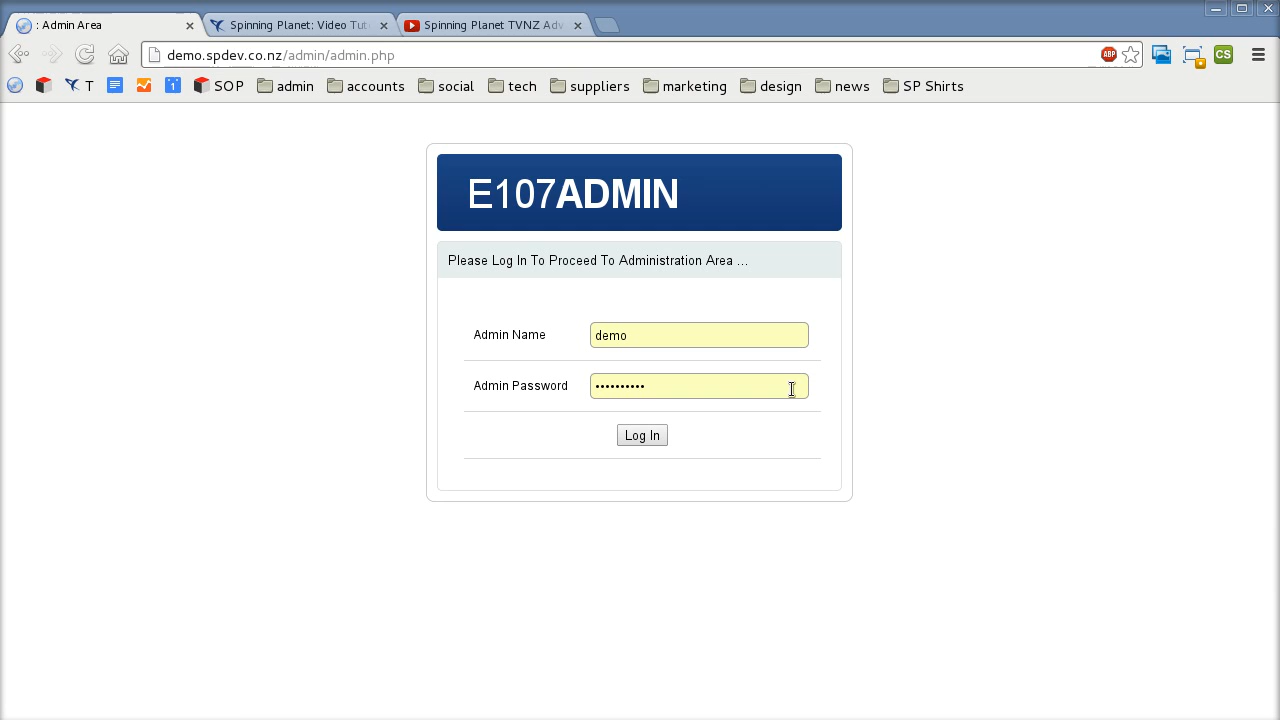 : Admin Area
Spinning Planet: Video Tut
Spinning Planet TVNZ Adv
demo.spdev.co.nz/admin/admin.php
ABP
CS
T
1
SOP
admin
accounts
social
tech
suppliers
marketing
design
news
SP Shirts
E107ADMIN
Please Log In To Proceed To Administration Area ...
Admin Name
demo
Admin Password
••••••••••
Log In